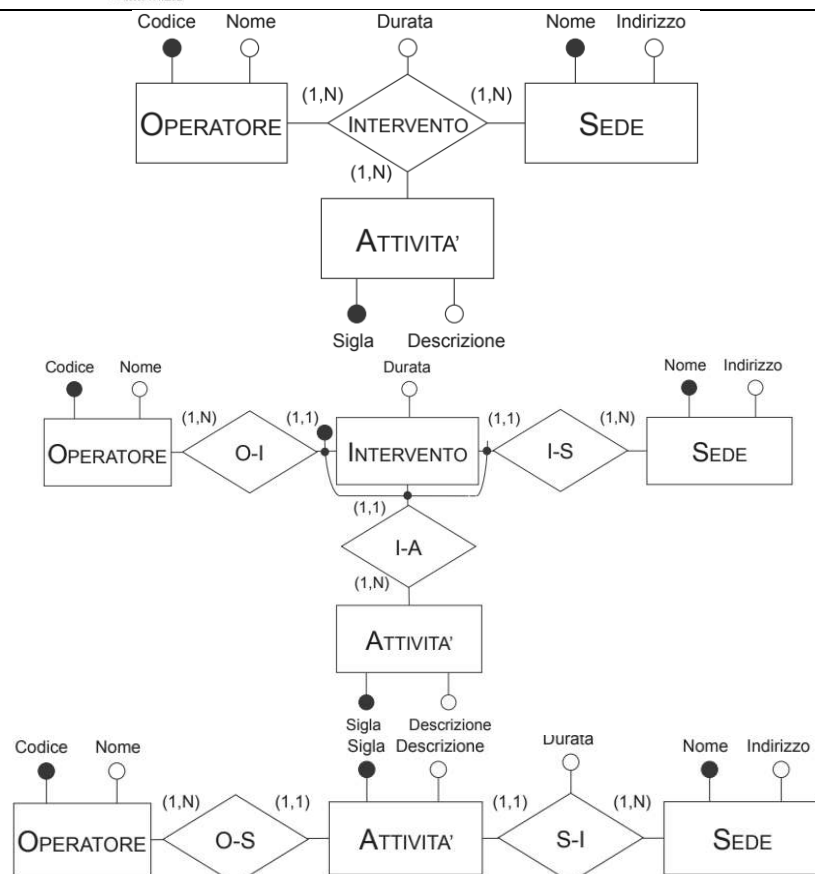 Codice Nome Durata Nome Indirizzo
(1,N) (1,N)
OPERATORE INTERVENTO SEDE
(1,N)
ATTIVITA'
Sigla Descrizione
Codice Nome Durata Nome Indirizzo
(1,N) (1,1) (1,1) (1,N)
OPERATORE O-I INTERVENTO I-S SEDE
(1,1)
I-A
(1,N)
ATTIVITA'
Sigla Descrizione
Codice Nome Sigla Descrizione Durata Nome Indirizzo
(1,N) (1,1) (1,1) (1,N)
OPERATORE O-S ATTIVITA' S-I SEDE